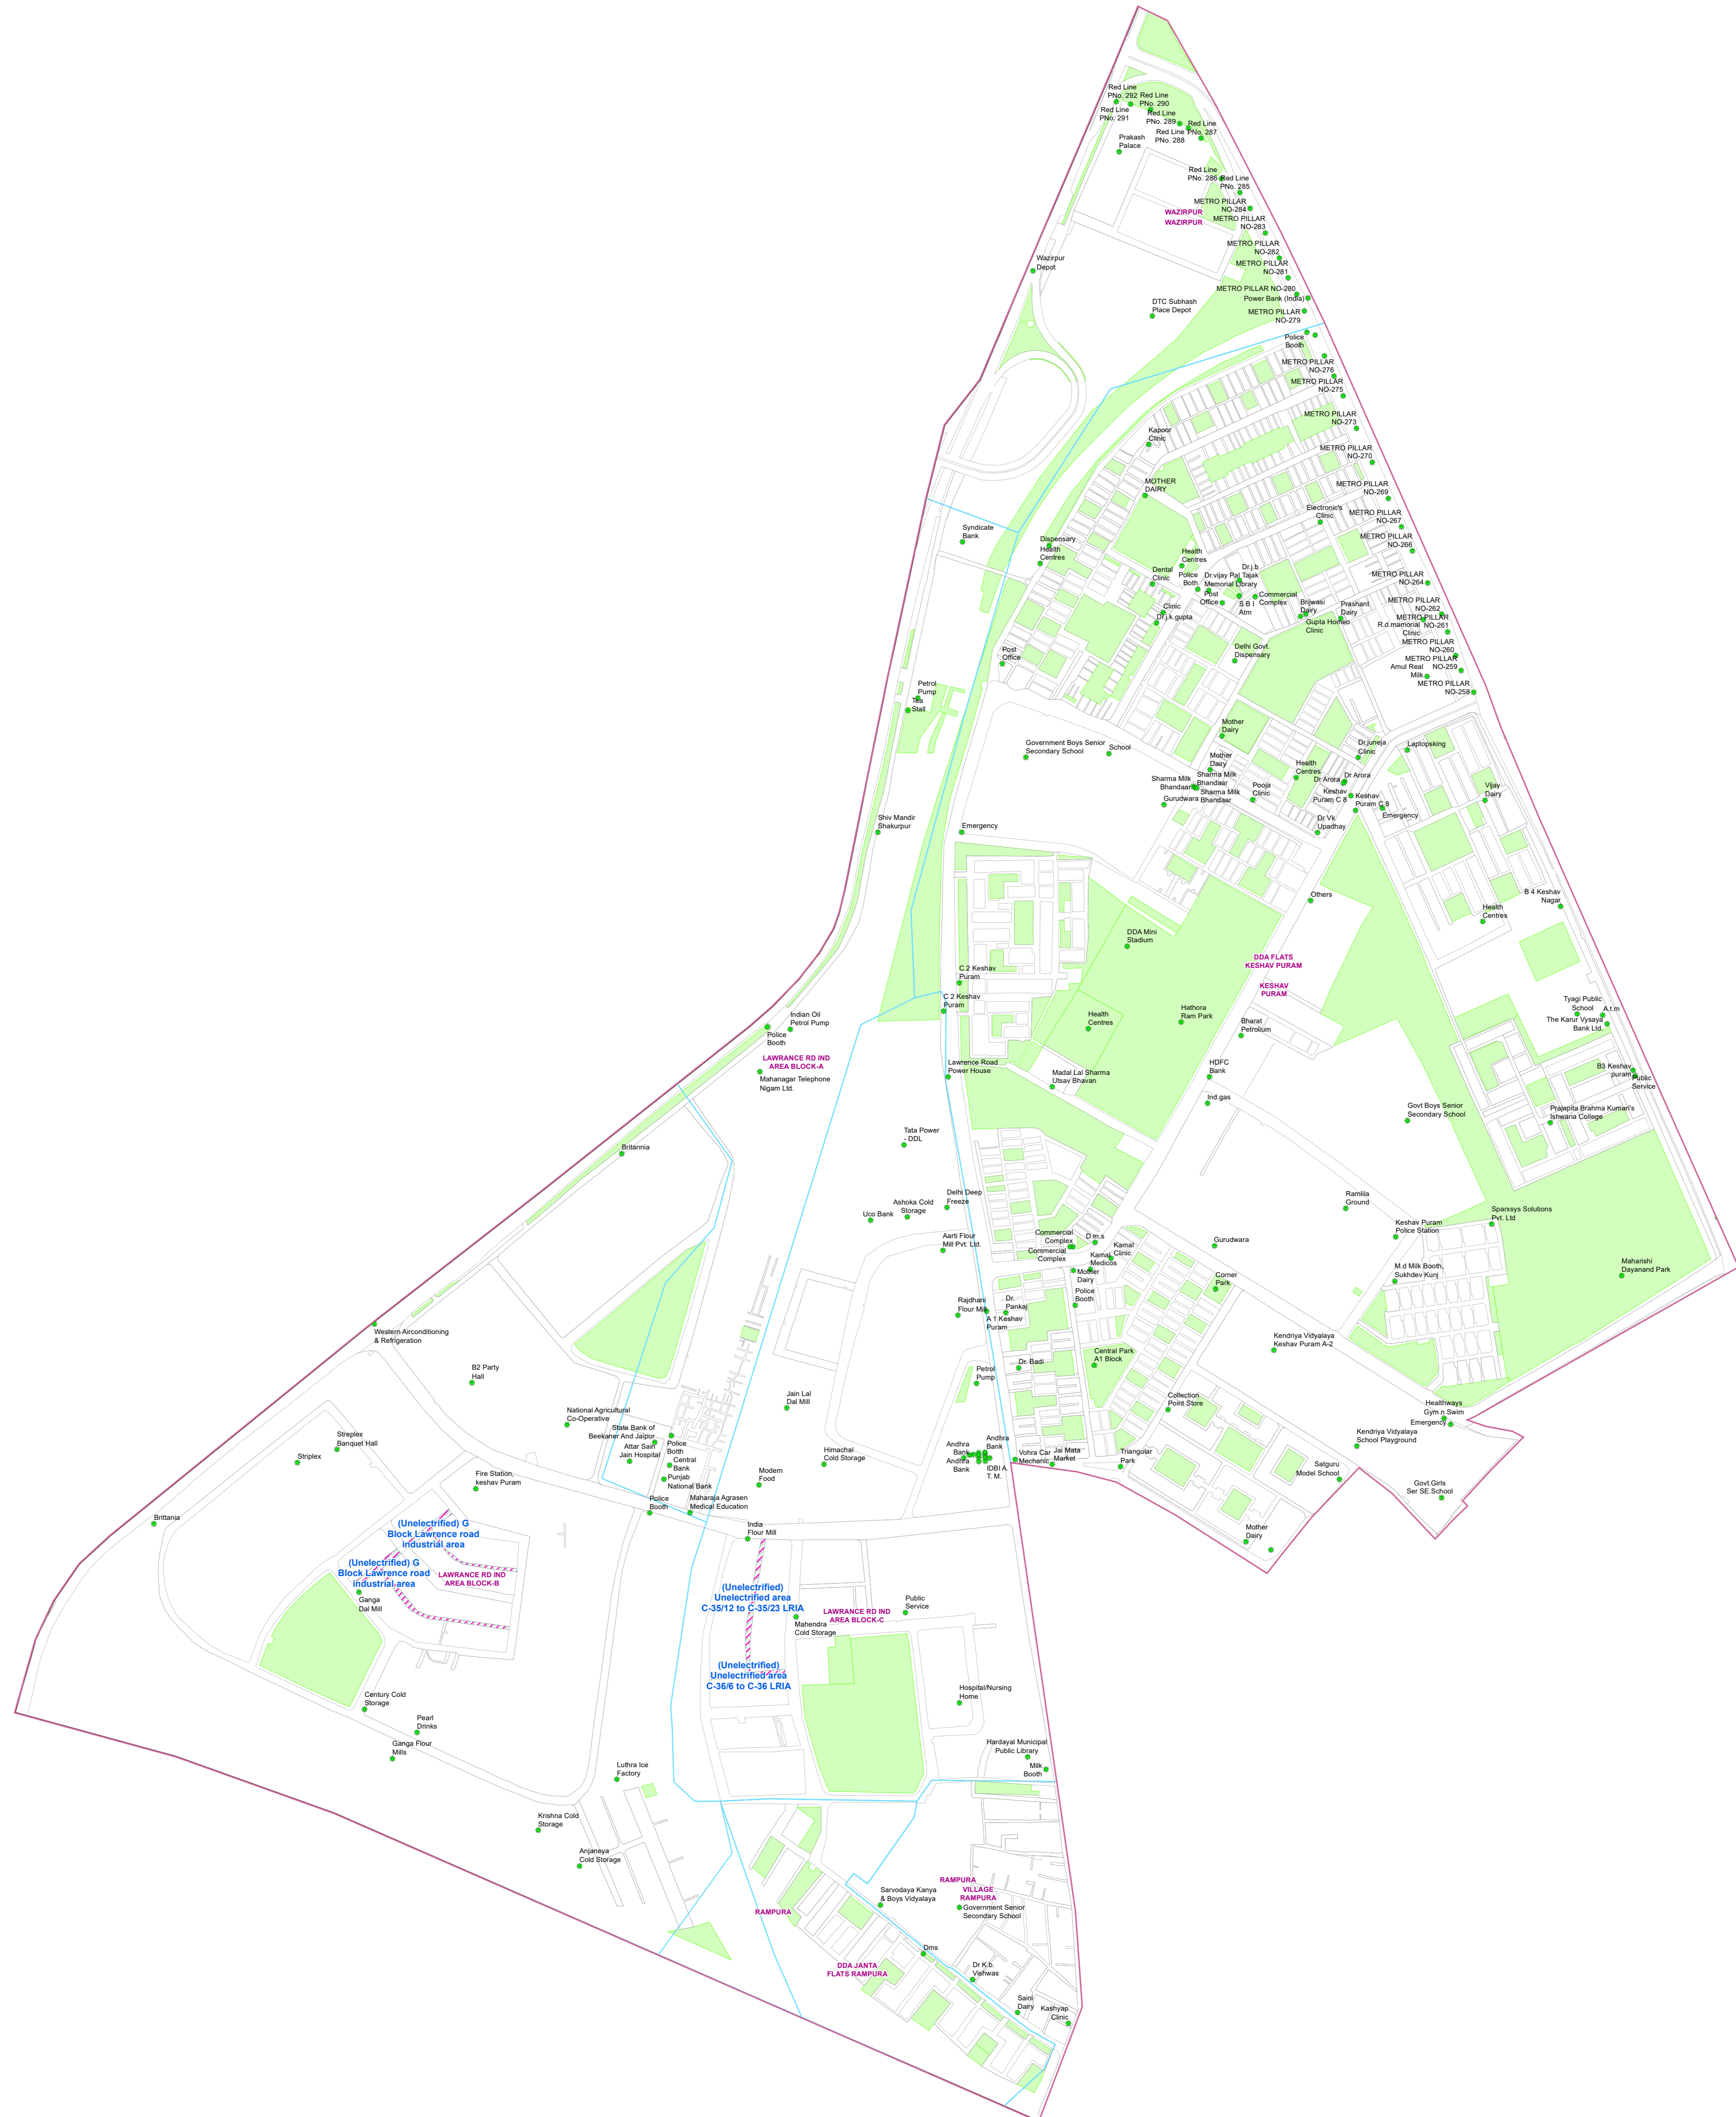 Red Line
PNo. 292
Red Line
PNo. 290
Red Line
PNo. 291
Red Line
PNo. 289
Red Line
PNo. 287
Red Line
PNo. 288
Prakash
Palace
Red Line
PNo. 286
Red Line
PNo. 285
METRO PILLAR
NO-284
WAZIRPUR
WAZIRPUR
METRO PILLAR
NO-283
METRO PILLAR
NO-282
Wazirpur
Depot
METRO PILLAR
NO-281
METRO PILLAR NO-280
Power Bank (India)
DTC Subhash
Place Depot
METRO PILLAR
NO-279
Police
Booth
METRO PILLAR
NO-276
METRO PILLAR
NO-275
METRO PILLAR
NO-273
Kapoor
Clinic
METRO PILLAR
NO-270
MOTHER
DAIRY
METRO PILLAR
NO-269
Electronic's
Clinic
METRO PILLAR
NO-267
Syndicate
Bank
METRO PILLAR
NO-266
Dispensary
Health
Centres
Health
Centres
Dental
Clinic
Police
Both
Dr.j.b
Dr.vijay Pal Tajak
Memorial Library
METRO PILLAR
NO-264
Post
Office
S B I
Atm
Commercial
Complex
Brijwasi
Dairy
Prashant
Dairy
METRO PILLAR
NO-262
Clinic
Dr.j.k.gupta
Gupta Homeo
Clinic
METRO PILLAR
NO-261
R.d.mamorial
Clinic
METRO PILLAR
NO-260
Post
Office
Delhi Govt.
Dispensary
METRO PILLAR
NO-259
Amul Real
Milk
METRO PILLAR
NO-258
Petrol
Pump
Tea
Stall
Mother
Dairy
Government Boys Senior
Secondary School
School
Dr.juneja
Clinic
Laptopsking
Mother
Dairy
Health
Centres
Sharma Milk
Bhandaar
Sharma Milk
Bhandaar
Sharma Milk
Bhandaar
Dr Arora
Dr Arora
Pooja
Clinic
Keshav
Puram C 8
Keshav
Puram C 8
Vijay
Dairy
Gurudwara
Emergency
Shiv Mandir
Shakurpur
Emergency
Dr Vk
Upadhay
Others
B 4 Keshav
Nagar
Health
Centres
DDA Mini
Stadium
DDA FLATS
KESHAV PURAM
C 2 Keshav
Puram
KESHAV
PURAM
C 2 Keshav
Puram
Hathora
Ram Park
Health
Centres
Tyagi Public
School
A.t.m
The Karur Vysaya
Bank Ltd.
Indian Oil
Petrol Pump
Police
Booth
Bharat
Petrolium
LAWRANCE RD IND
AREA BLOCK-A
Lawrence Road
Power House
Madal Lal Sharma
Utsav Bhavan
HDFC
Bank
B3 Keshav
puram
Public
Service
Mahanagar Telephone
Nigam Ltd.
Ind.gas
Govt Boys Senior
Secondary School
Prajapita Brahma Kumari's
Ishwaria College
Tata Power
- DDL
Britannia
Ashoka Cold
Storage
Delhi Deep
Freeze
Uco Bank
Ramlila
Ground
Sparxsys Solutions
Pvt. Ltd
Keshav Puram
Police Station
Aarti Flour
Mill Pvt. Ltd.
Commercial
Complex
D.m.s
Commercial
Complex
Kamal
Clinic
Kamal
Medicos
Gurudwara
Mother
Dairy
M.d Milk Booth,
Sukhdev Kunj
Maharishi
Dayanand Park
Corner
Park
Police
Booth
Rajdhani
Flour Mill
Dr.
Pankaj
A 1 Keshav
Puram
Western Airconditioning
& Refrigeration
Kendriya Vidyalaya
Keshav Puram A-2
Central Park
A1 Block
Dr. Badi
B2 Party
Hall
Petrol
Pump
Jain Lal
Dal Mill
Collection
Point Store
National Agricultural
Co-Operative
Healthways
Gym n Swim
Emergency
State Bank of
Beekaner And Jaipur
Kendriya Vidyalaya
School Playground
Streplex
Banquet Hall
Attar Sain
Jain Hospital
Police
Botth
Andhra
Bank
Andhra
Bank
Striplex
Central
Bank
Himachal
Cold Storage
Andhra
Bank
IDBI A.
T. M.
Vohra Car
Mechanic
Jai Mata
Market
Triangular
Park
Satguru
Model School
Fire Station,
keshav Puram
Punjab
National Bank
Modern
Food
Govt.Girls
Ser SE.School
Police
Booth
Maharaja Agrasen
Medical Education
Brittania
India
Flour Mill
Mother
Dairy
(Unelectrified) G
Block Lawrence road
industrial area
(Unelectrified) G
Block Lawrence road
industrial area
LAWRANCE RD IND
AREA BLOCK-B
Ganga
Dal Mill
(Unelectrified)
Unelectrified area
C-35/12 to C-35/23 LRIA
Public
Service
LAWRANCE RD IND
AREA BLOCK-C
Mahendra
Cold Storage
(Unelectrified)
Unelectrified area
C-36/6 to C-36 LRIA
Century Cold
Storage
Hospital/Nursing
Home
Pearl
Drinks
Ganga Flour
Mills
Hardayal Municipal
Public Library
Milk
Booth
Luthra Ice
Factory
Krishna Cold
Storage
Anjaneya
Cold Storage
RAMPURA
VILLAGE
RAMPURA
Sarvodaya Kanya
& Boys Vidyalaya
Government Senior
Secondary School
RAMPURA
Dms
DDA JANTA
FLATS RAMPURA
Dr K.b.
Vishwas
Saini
Dairy
Kashyap
Clinic